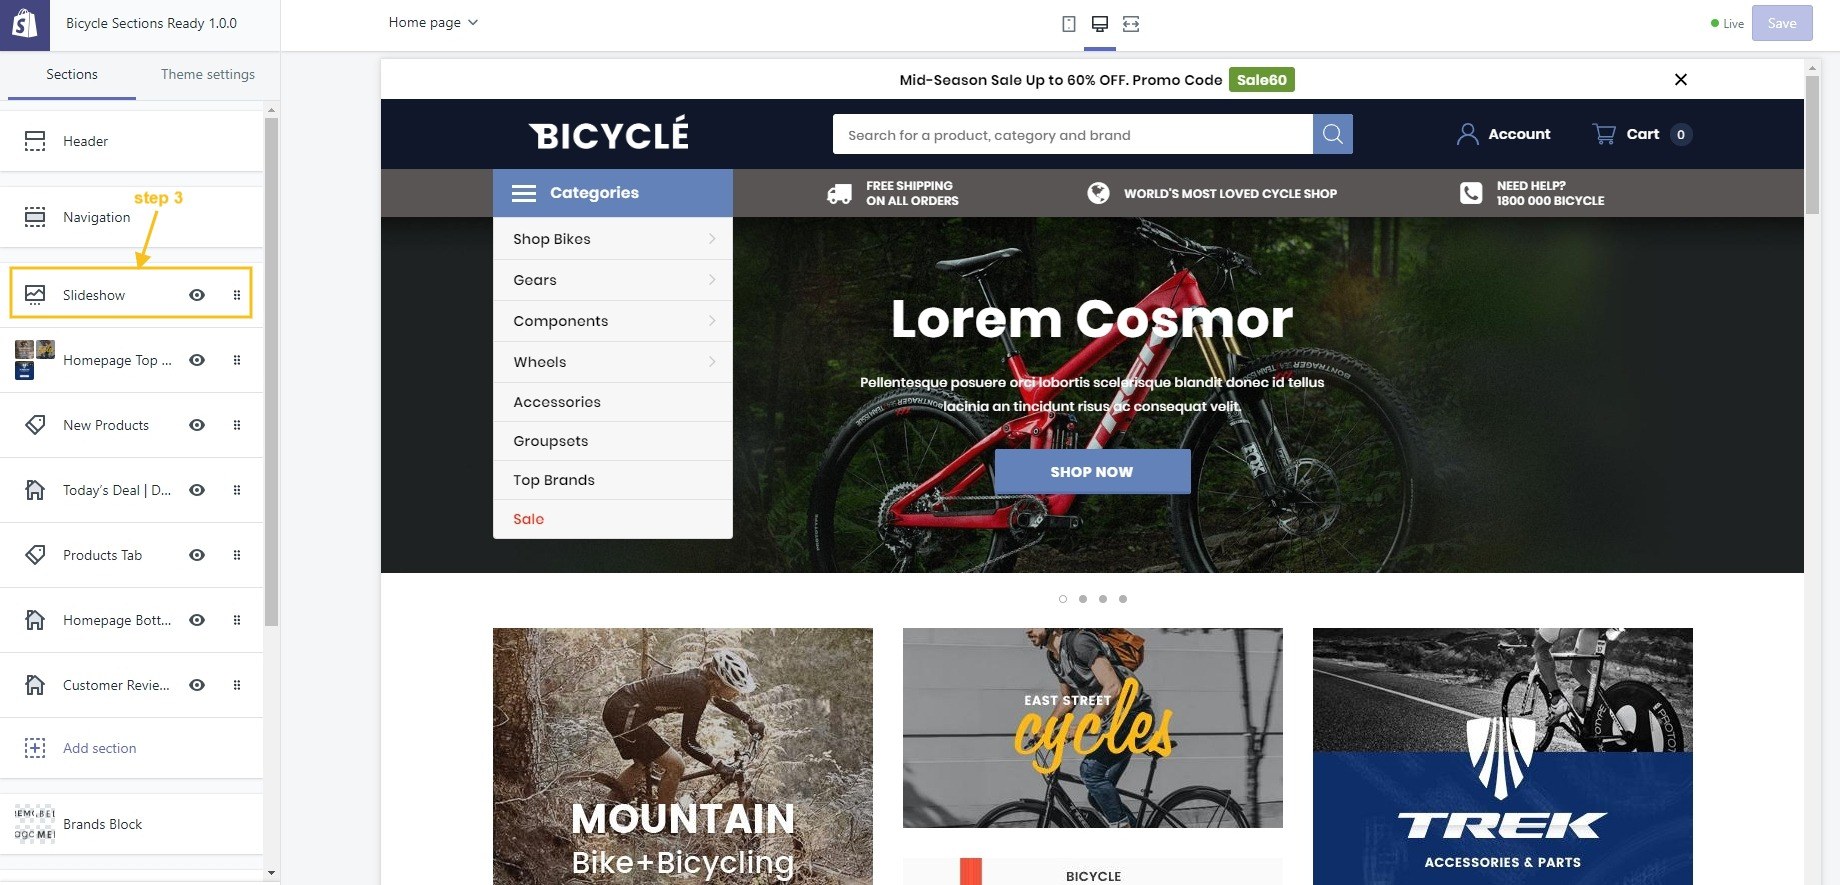 Bicycle Sections Ready 1.0.0
Home page
Live
Save
Sections
Theme settings
Header
step 3
Navigation
Slideshow
Homepage Top ...
New Products
Today's Deal | D...
Products Tab
Homepage Bott...
Customer Revie...
Add section
Brands Block
Mid-Season Sale Up to 60% OFF. Promo Code Sale60
BICYCLÉ
Search for a product, category and brand
Account
Cart 0
Categories
FREE SHIPPING
ON ALL ORDERS
WORLD'S MOST LOVED CYCLE SHOP
NEED HELP?
1800 000 BICYCLE
Shop Bikes
Gears
Components
Wheels
Accessories
Groupsets
Top Brands
Sale
Lorem Cosmor
Pellentesque posuere orci lobortis scelerisque blandit donec id tellus
lacinia an tincidunt risus ac consequat velit.
SHOP NOW
TREK
BONTRAGER
FOX
MOUNTAIN
Bike+Bicycling
EAST STREET
cycles
BICYCLE
TREK
ACCESSORIES & PARTS